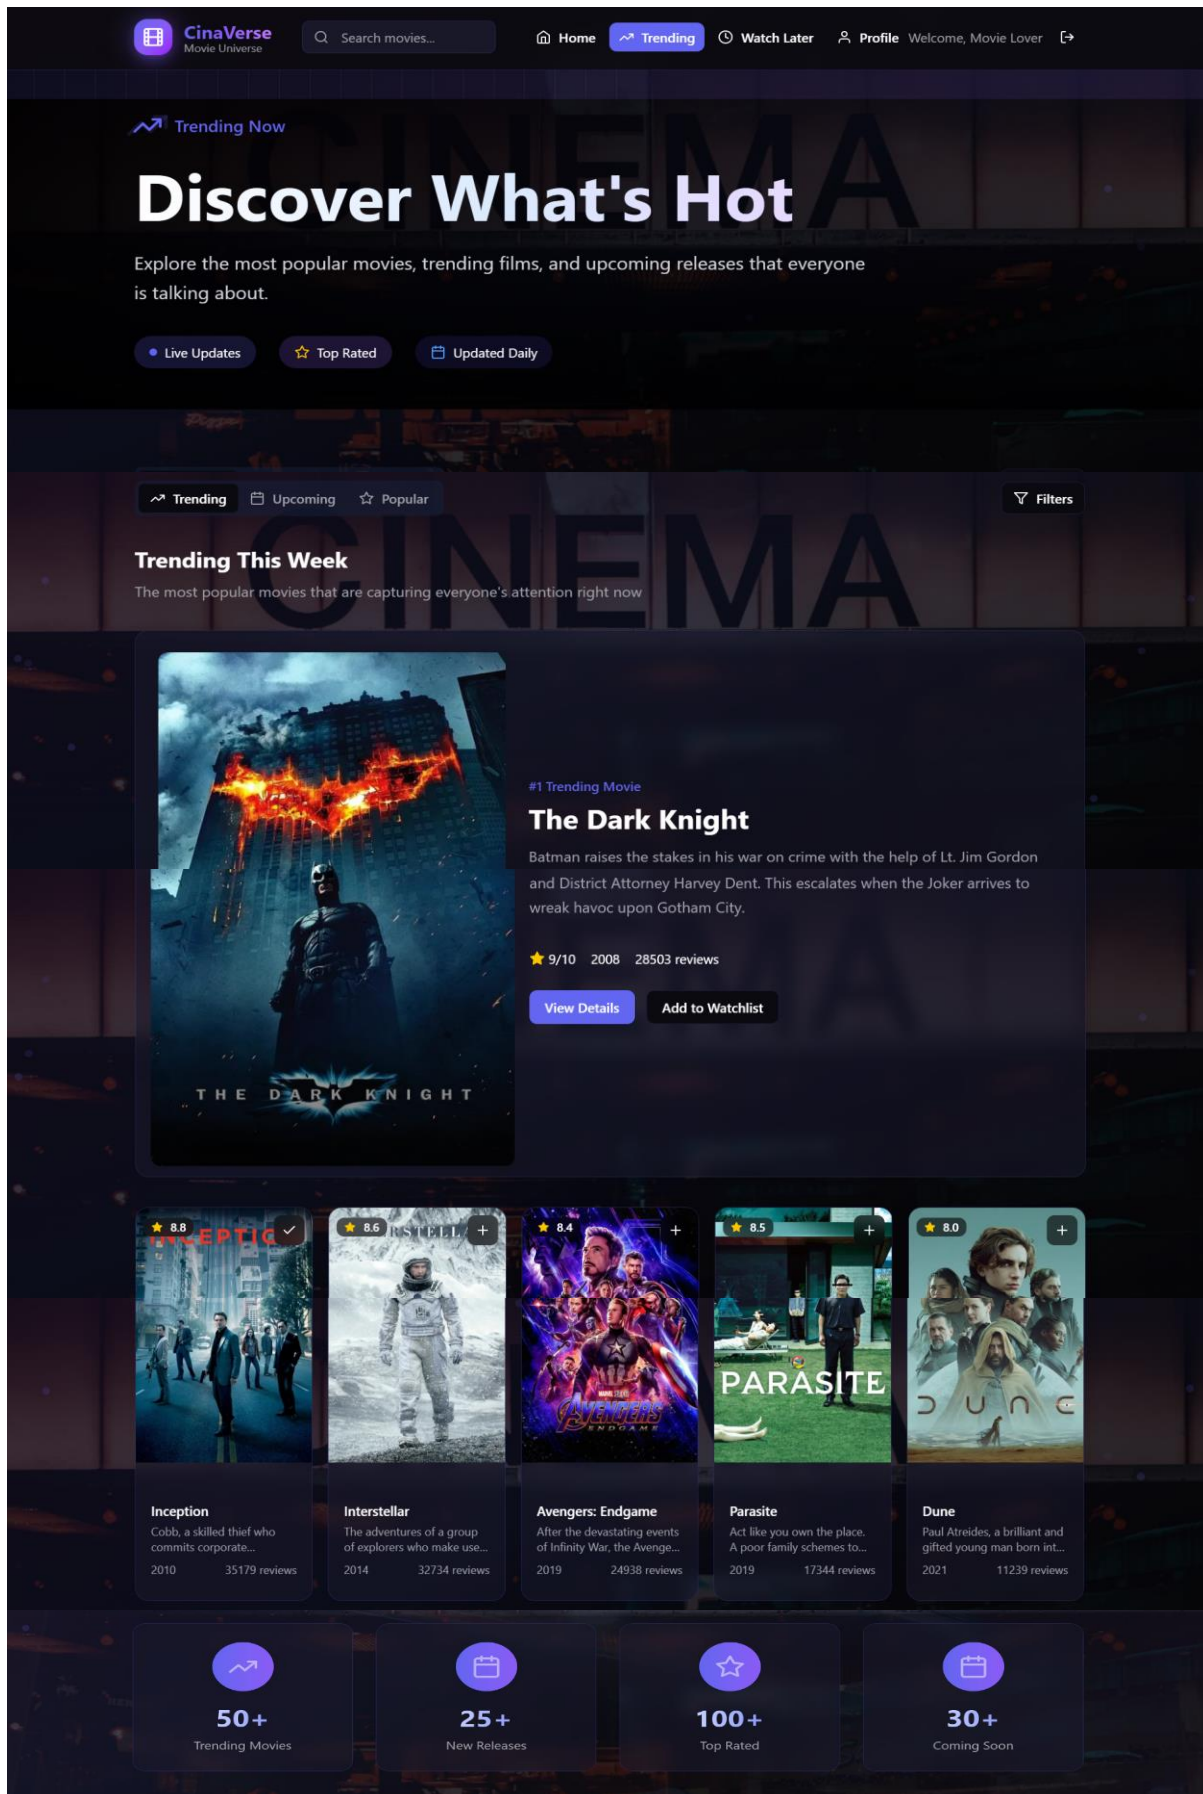 CinaVerse
Movie Universe
Search movies...
Home
Trending
Watch Later
Profile
Welcome, Movie Lover
CINEMA
Trending Now
Discover What's Hot
Explore the most popular movies, trending films, and upcoming releases that everyone
is talking about.
Live Updates
Top Rated
Updated Daily
Pizza
Trending
Upcoming
Popular
Filters
CINEMA
Trending This Week
The most popular movies that are capturing everyone's attention right now
#1 Trending Movie
The Dark Knight
Batman raises the stakes in his war on crime with the help of Lt. Jim Gordon
and District Attorney Harvey Dent. This escalates when the Joker arrives to
wreak havoc upon Gotham City.
9/10 2008 28503 reviews
View Details
Add to Watchlist
THE DARK KNIGHT
8.8
8.6
8.4
8.5
8.0
MARVEL STUDIOS
AVENGERS
ENDGAME
PARASITE
DUNE
Inception
Cobb, a skilled thief who
commits corporate...
2010 35179 reviews
Interstellar
The adventures of a group
of explorers who make use...
2014 32734 reviews
Avengers: Endgame
After the devastating events
of Infinity War, the Avenge...
2019 24938 reviews
Parasite
Act like you own the place.
A poor family schemes to...
2019 17344 reviews
Dune
Paul Atreides, a brilliant and
gifted young man born int...
2021 11239 reviews
50+
Trending Movies
25+
New Releases
100+
Top Rated
30+
Coming Soon